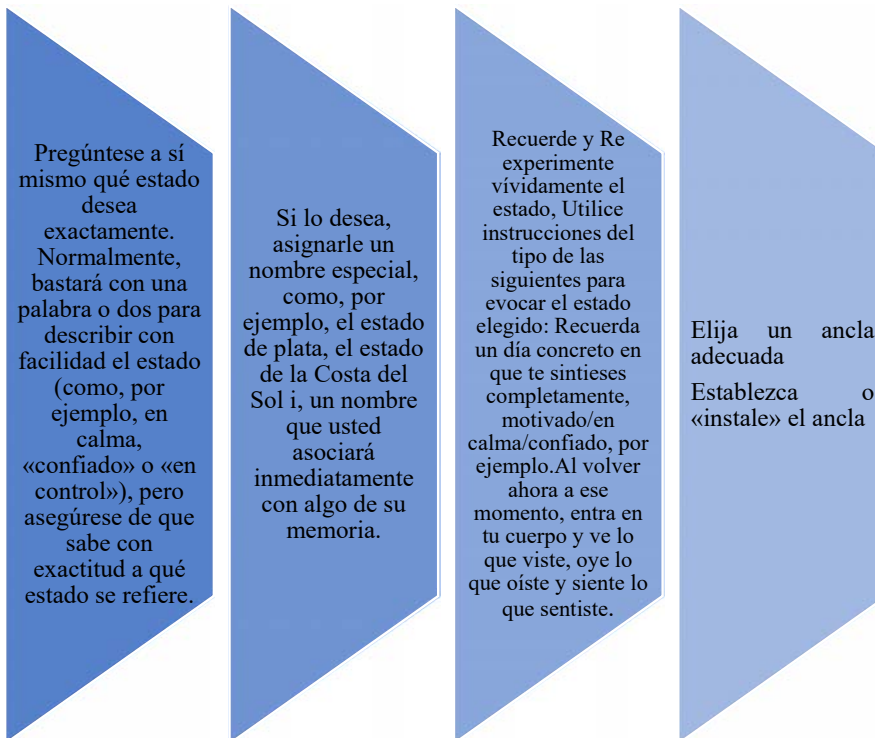 Pregúntese a sí
mismo qué estado
desea
exactamente.
Normalmente,
bastará con una
palabra o dos para
describir con
facilidad el estado
(como, por
ejemplo, en
calma,
«confiado» o «en
control»), pero
asegúrese de que
sabe con
exactitud a qué
estado se refiere.
Si lo desea,
asignarle un
nombre especial,
como, por
ejemplo, el estado
de plata, el estado
de la Costa del
Sol i, un nombre
que usted
asociará
inmediatamente
con algo de su
memoria.
Recuerde y Re
experimente
vívidamente el
estado, Utilice
instrucciones del
tipo de las
siguientes para
evocar el estado
elegido: Recuerda
un día concreto en
que te sintieses
completamente,
motivado/en
calma/confiado, por
ejemplo.Al volver
ahora a ese
momento, entra en
tu cuerpo y ve lo
que viste, oye lo
que oíste y siente lo
que sentiste.
Elija un ancla
adecuada
Establezca o
«instale» el ancla